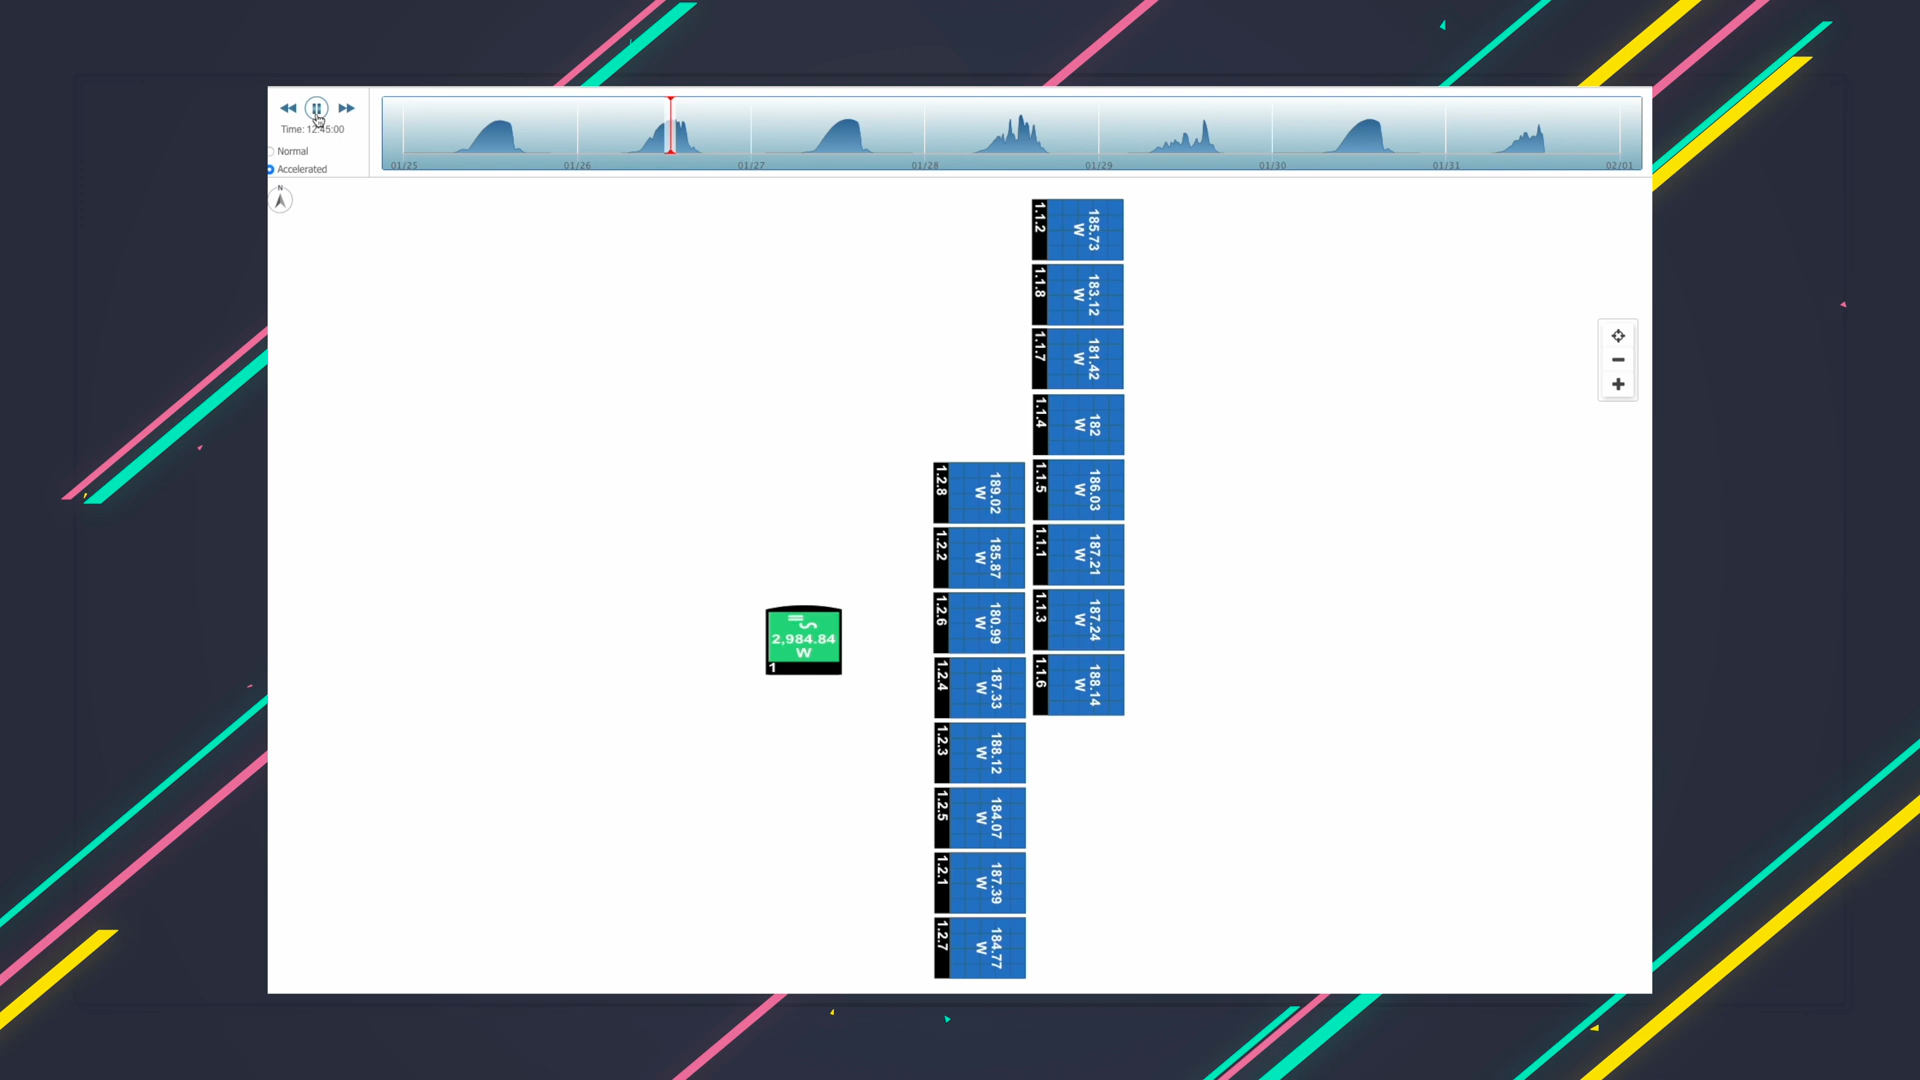 Time: 12:45:00
Normal
Accelerated
01/25
01/26
01/27
01/28
01/29
01/30
01/31
02/01
N
1.1.2
185.73
W
1.1.8
183.12
W
1.1.7
181.42
W
1.1.4
182
W
1.1.5
186.03
W
1.1.1
187.21
W
1.1.3
187.24
W
1.1.6
188.14
W
1.2.8
189.02
W
1.2.2
185.87
W
1.2.6
180.99
W
1.2.4
187.33
W
1.2.3
188.12
W
1.2.5
184.07
W
1.2.1
187.39
W
1.2.7
184.77
W
2,984.84
W
1